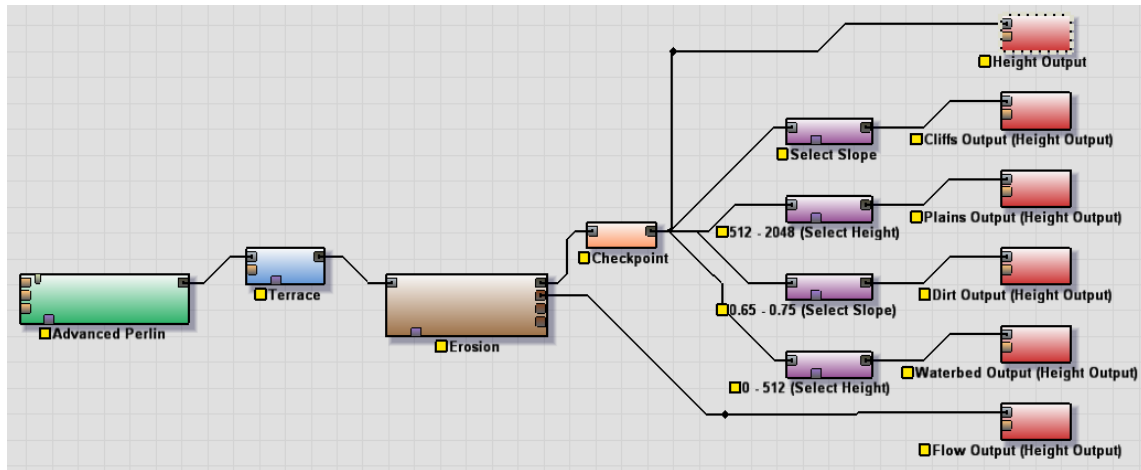 Height Output
Select Slope
Cliffs Output (Height Output)
512 - 2048 (Select Height)
Plains Output (Height Output)
Checkpoint
Terrace
0.65 - 0.75 (Select Slope)
Dirt Output (Height Output)
Advanced Perlin
Erosion
0 - 512 (Select Height)
Waterbed Output (Height Output)
Flow Output (Height Output)